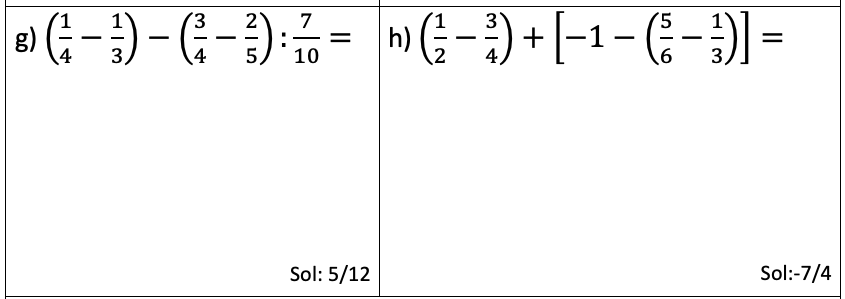 g) (1/4 − 1/3) − (3/4 − 2/5) : 7/10 =
Sol: 5/12
h) (1/2 − 3/4) + [−1 − (5/6 − 1/3)] =
Sol:-7/4